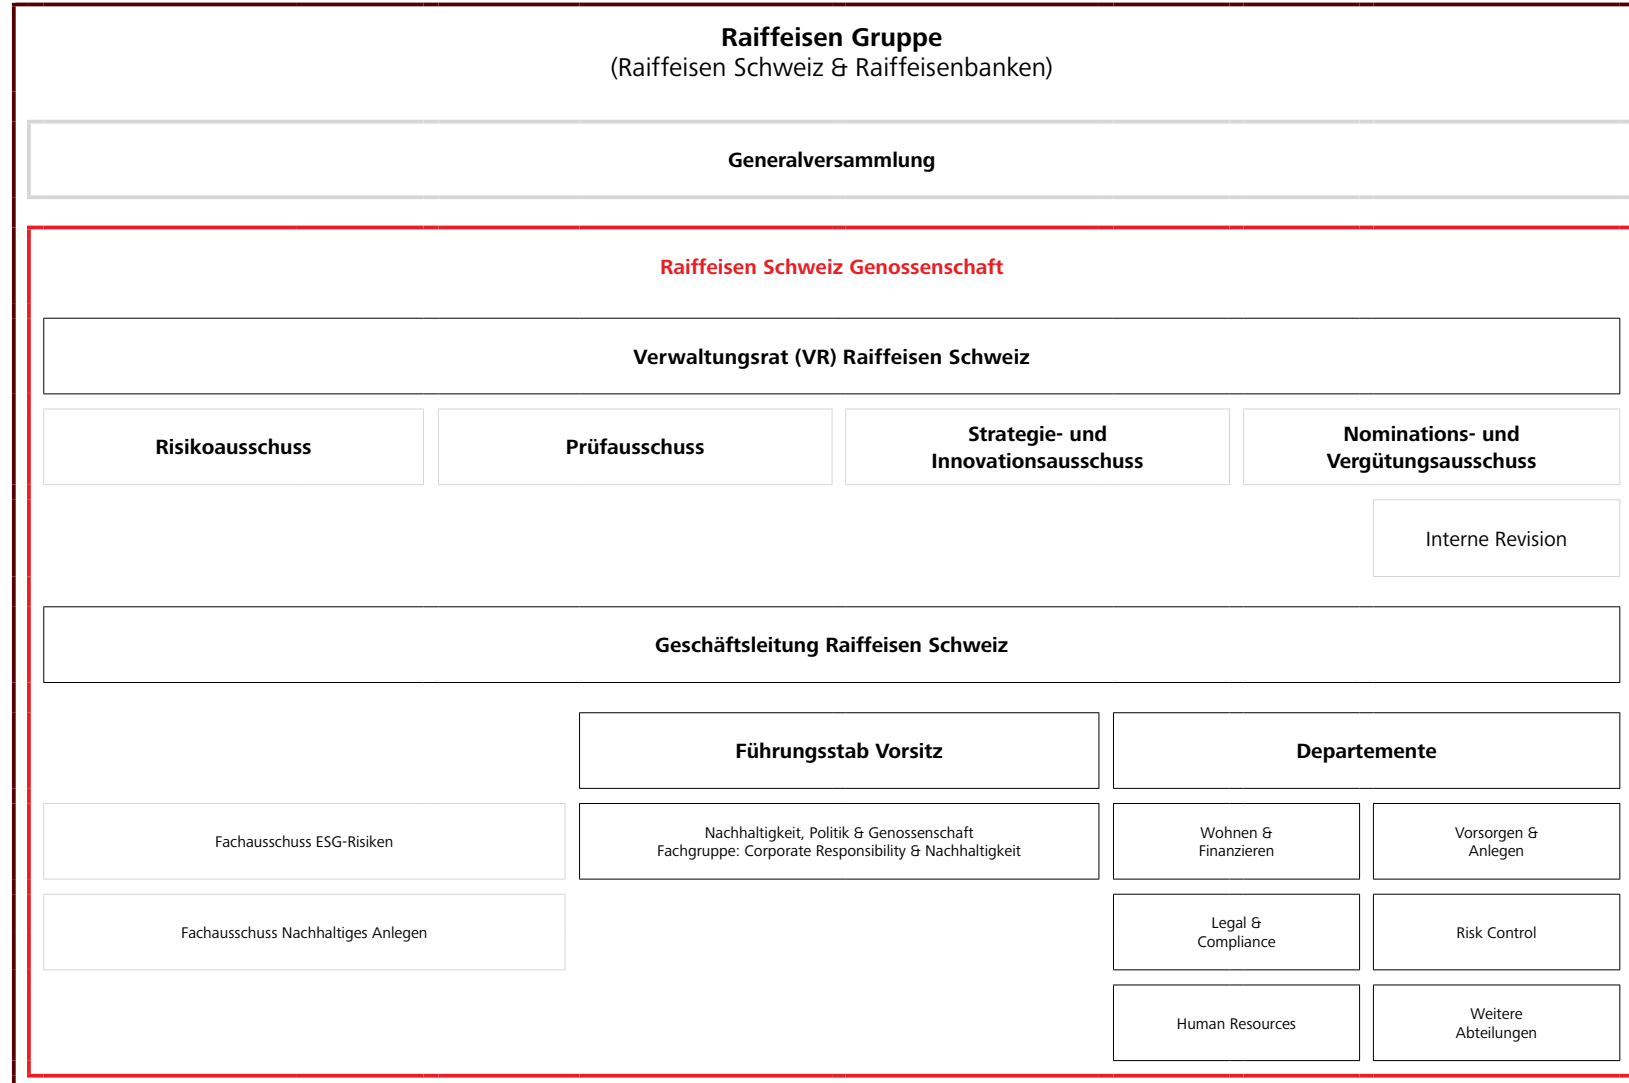 Raiffeisen Gruppe
(Raiffeisen Schweiz & Raiffeisenbanken)
Generalversammlung
Raiffeisen Schweiz Genossenschaft
Verwaltungsrat (VR) Raiffeisen Schweiz
Risikoausschuss
Prüfausschuss
Strategie- und
Innovationsausschuss
Nominations- und
Vergütungsausschuss
Interne Revision
Geschäftsleitung Raiffeisen Schweiz
Führungsstab Vorsitz
Departemente
Fachausschuss ESG-Risiken
Nachhaltigkeit, Politik & Genossenschaft
Fachgruppe: Corporate Responsibility & Nachhaltigkeit
Wohnen &
Finanzieren
Vorsorgen &
Anlegen
Fachausschuss Nachhaltiges Anlegen
Legal &
Compliance
Risk Control
Human Resources
Weitere
Abteilungen